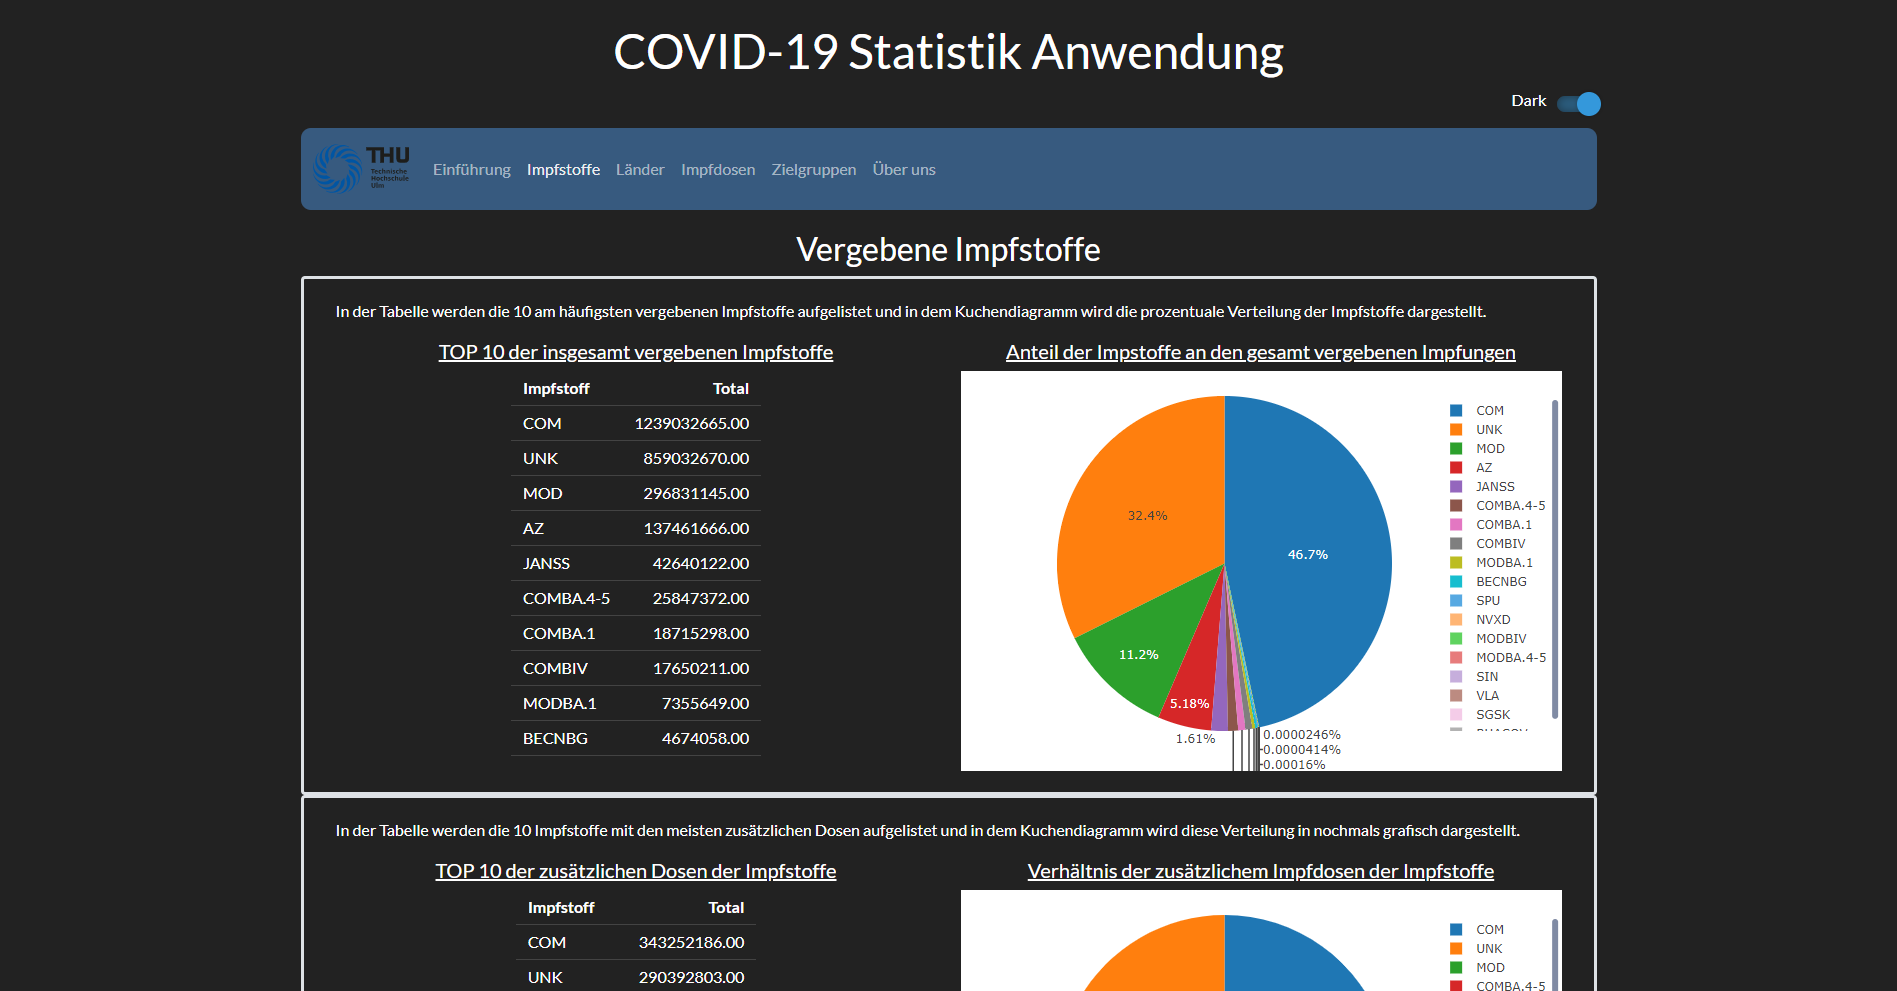 COVID-19 Statistik Anwendung
Dark
THU
Technische
Hochschule
Ulm
Einführung Impfstoffe Länder Impfdosen Zielgruppen Über uns
Vergebene Impfstoffe
In der Tabelle werden die 10 am häufigsten vergebenen Impfstoffe aufgelistet und in dem Kuchendiagramm wird die prozentuale Verteilung der Impfstoffe dargestellt.
TOP 10 der insgesamt vergebenen Impfstoffe
Impfstoff Total
COM 1239032665.00
UNK 859032670.00
MOD 296831145.00
AZ 137461666.00
JANSS 42640122.00
COMBA.4-5 25847372.00
COMBA.1 18715298.00
COMBIV 17650211.00
MODBA.1 7355649.00
BECNBG 4674058.00
Anteil der Impstoffe an den gesamt vergebenen Impfungen
32.4%
46.7%
11.2%
5.18%
1.61%
0.0000246%
0.0000414%
0.00016%
COM
UNK
MOD
AZ
JANSS
COMBA.4-5
COMBA.1
COMBIV
MODBA.1
BECNBG
SPU
NVXD
MODBIV
MODBA.4-5
SIN
VLA
SGSK
In der Tabelle werden die 10 Impfstoffe mit den meisten zusätzlichen Dosen aufgelistet und in dem Kuchendiagramm wird diese Verteilung in nochmals grafisch dargestellt.
TOP 10 der zusätzlichen Dosen der Impfstoffe
Impfstoff Total
COM 343252186.00
UNK 290392803.00
Verhältnis der zusätzlichem Impfdosen der Impfstoffe
COM
UNK
MOD
COMBA.4-5